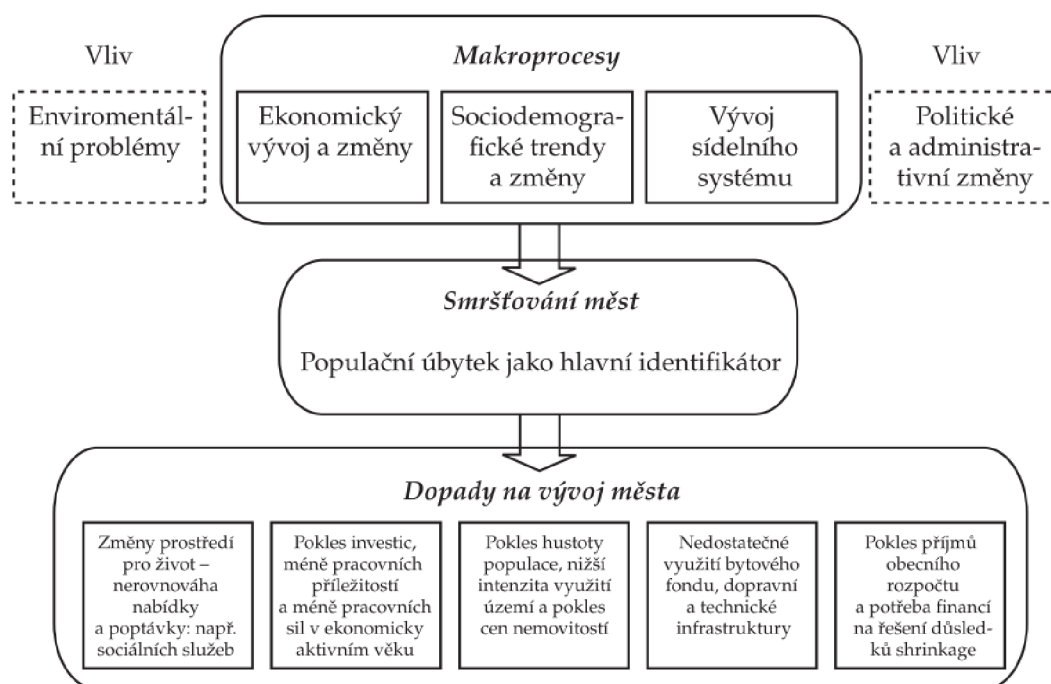 Vliv
Makroprocesy
Vliv
Enviromentál-
ní problémy
Ekonomický
vývoj a změny
Sociodemogra-
fické trendy
a změny
Vývoj
sídelního
systému
Politické
a administra-
tivní změny
Smršťování měst
Populační úbytek jako hlavní identifikátor
Dopady na vývoj města
Změny prostředí
pro život –
nerovnováha
nabídky
a poptávky: např.
sociálních služeb
Pokles investic,
méně pracovních
příležitostí
a méně pracovních
sil v ekonomicky
aktivním věku
Pokles hustoty
populace, nižší
intenzita využití
území a pokles
cen nemovitostí
Nedostatečné
využití bytového
fondu, dopravní
a technické
infrastruktury
Pokles příjmů
obecního
rozpočtu
a potřeba financí
na řešení důsled-
ků shrinkage